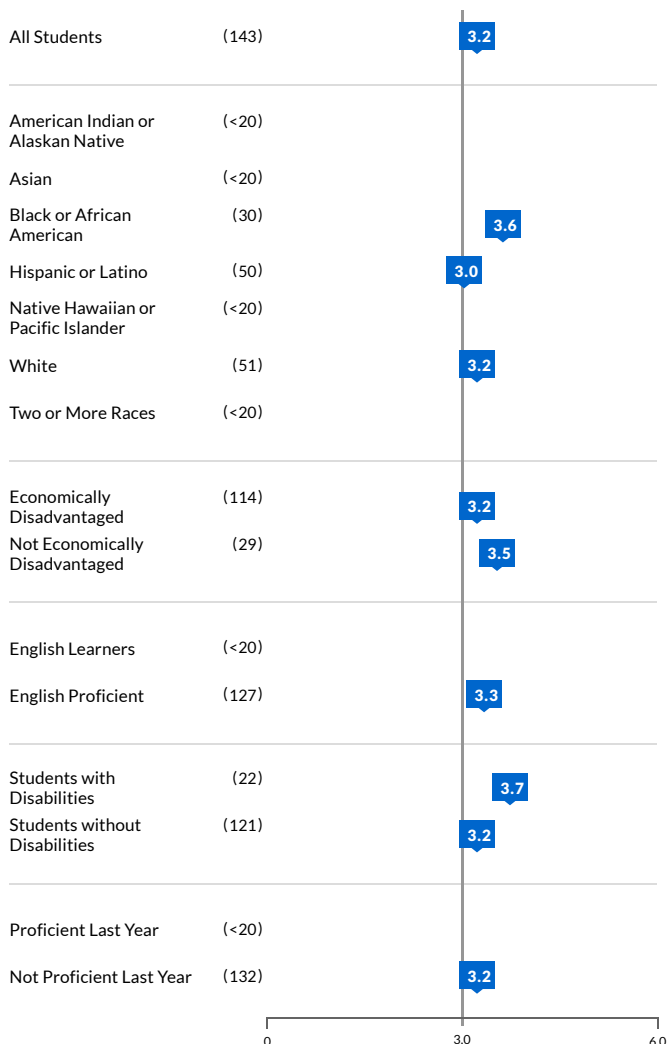 All Students (143) 3.2
American Indian or (<20)
Alaskan Native
Asian (<20)
Black or African (30) 3.6
American
Hispanic or Latino (50) 3.0
Native Hawaiian or (<20)
Pacific Islander
White (51) 3.2
Two or More Races (<20)
Economically (114) 3.2
Disadvantaged
Not Economically (29) 3.5
Disadvantaged
English Learners (<20)
English Proficient (127) 3.3
Students with (22) 3.7
Disabilities
Students without (121) 3.2
Disabilities
Proficient Last Year (<20)
Not Proficient Last Year (132) 3.2
0 3.0 6.0